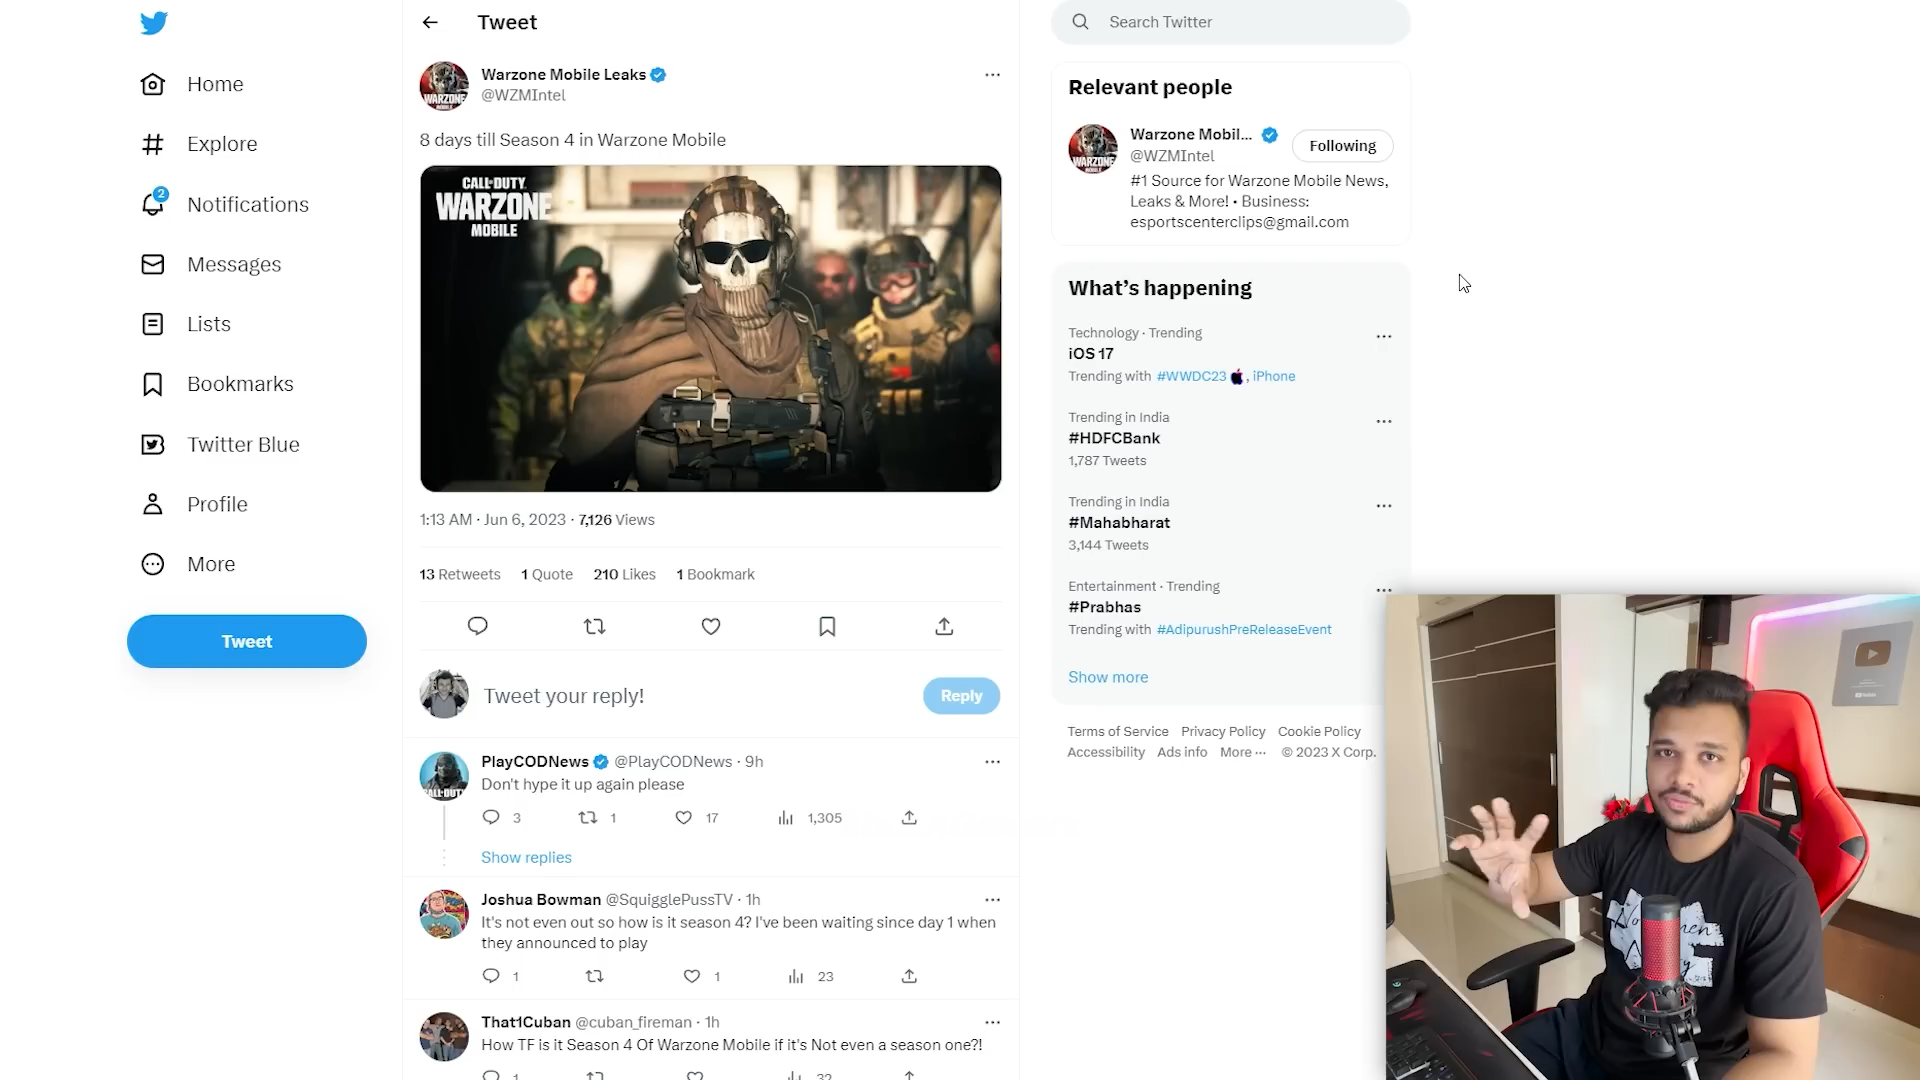 Home
Explore
2
Notifications
Messages
Lists
Bookmarks
Twitter Blue
Profile
More
Tweet
Tweet
Warzone Mobile Leaks
@WZMIntel
8 days till Season 4 in Warzone Mobile
CALL OF DUTY
WARZONE
MOBILE
1:13 AM · Jun 6, 2023 · 7,126 Views
13 Retweets 1 Quote 210 Likes 1 Bookmark
Tweet your reply!
Reply
PlayCODNews @PlayCODNews · 9h
Don't hype it up again please
3 1 17 1,305
Show replies
Joshua Bowman @SquigglePussTV · 1h
It's not even out so how is it season 4? I've been waiting since day 1 when
they announced to play
1 1 23
That1Cuban @cuban_fireman · 1h
How TF is it Season 4 Of Warzone Mobile if it's Not even a season one?!
1 32
Search Twitter
Relevant people
Warzone Mobil...
@WZMIntel
Following
#1 Source for Warzone Mobile News,
Leaks & More! • Business:
esportscenterclips@gmail.com
What's happening
Technology · Trending
iOS 17
Trending with #WWDC23 , iPhone
Trending in India
#HDFCBank
1,787 Tweets
Trending in India
#Mahabharat
3,144 Tweets
Entertainment · Trending
#Prabhas
Trending with #AdipurushPreReleaseEvent
Show more
Terms of Service Privacy Policy Cookie Policy
Accessibility Ads info More ··· © 2023 X Corp.